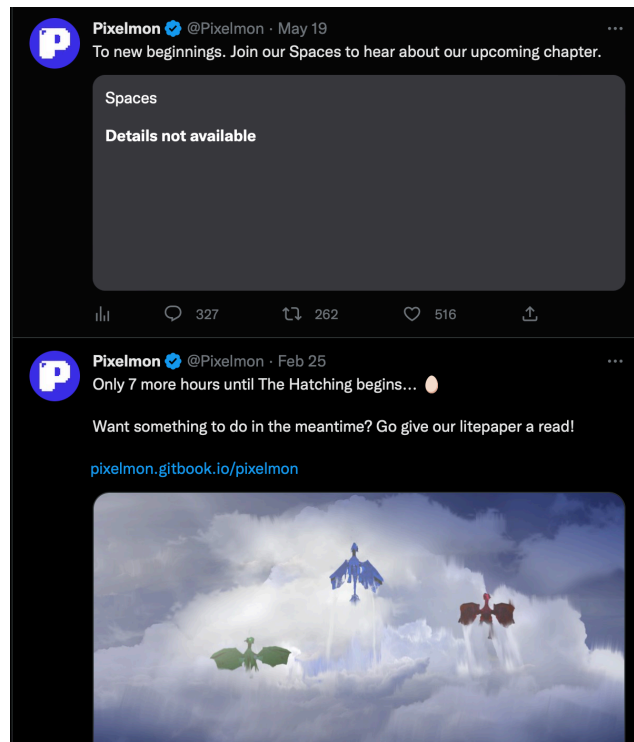 Pixelmon @Pixelmon · May 19
To new beginnings. Join our Spaces to hear about our upcoming chapter.
Spaces
Details not available
327 262 516
Pixelmon @Pixelmon · Feb 25
Only 7 more hours until The Hatching begins... 🥚
Want something to do in the meantime? Go give our litepaper a read!
pixelmon.gitbook.io/pixelmon